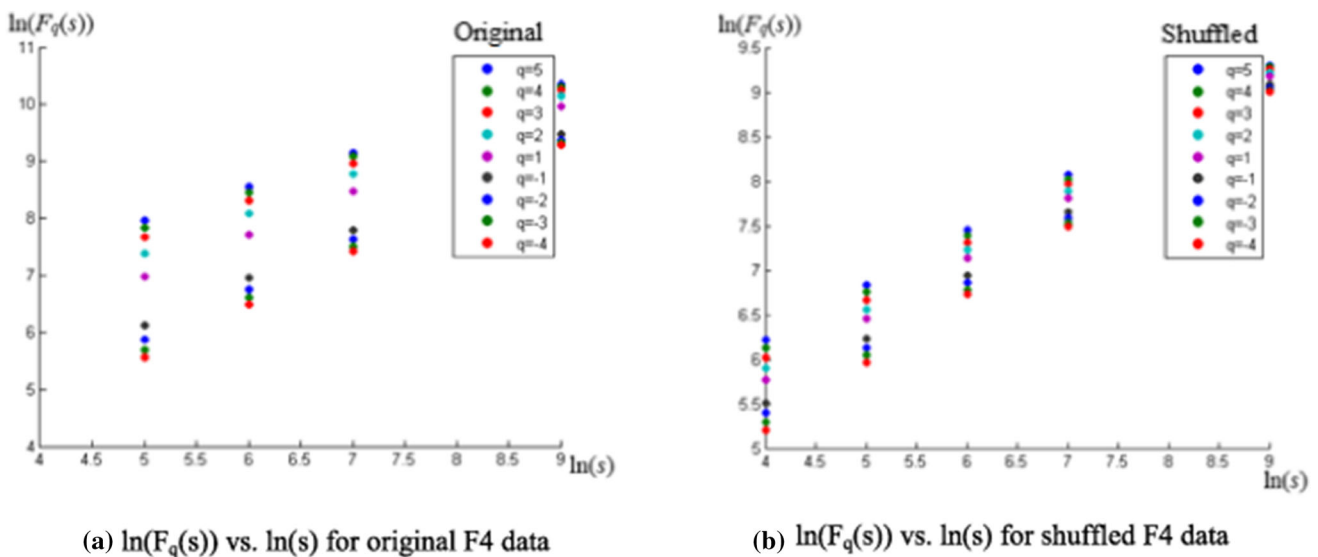 ln(Fq(s))
Original
11
10
9
8
7
6
5
4
q=5
q=4
q=3
q=2
q=1
q=-1
q=-2
q=-3
q=-4
4 4.5 5 5.5 6 6.5 7 7.5 8 8.5 9
ln(s)
(a) ln(Fq(s)) vs. ln(s) for original F4 data
ln(Fq(s))
Shuffled
9.5
9
8.5
8
7.5
7
6.5
6
5.5
5
q=5
q=4
q=3
q=2
q=1
q=-1
q=-2
q=-3
q=-4
4 4.5 5 5.5 6 6.5 7 7.5 8 8.5 9
ln(s)
(b) ln(Fq(s)) vs. ln(s) for shuffled F4 data